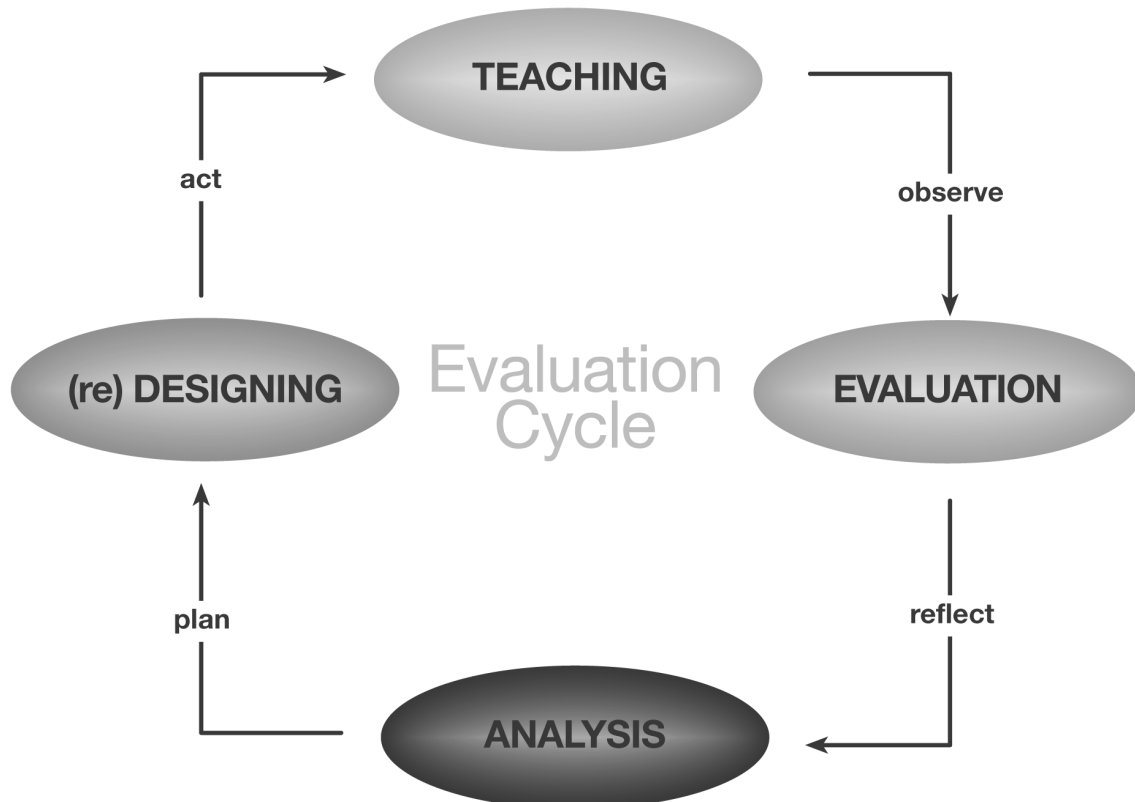 TEACHING
act
observe
(re) DESIGNING
Evaluation
Cycle
EVALUATION
plan
reflect
ANALYSIS